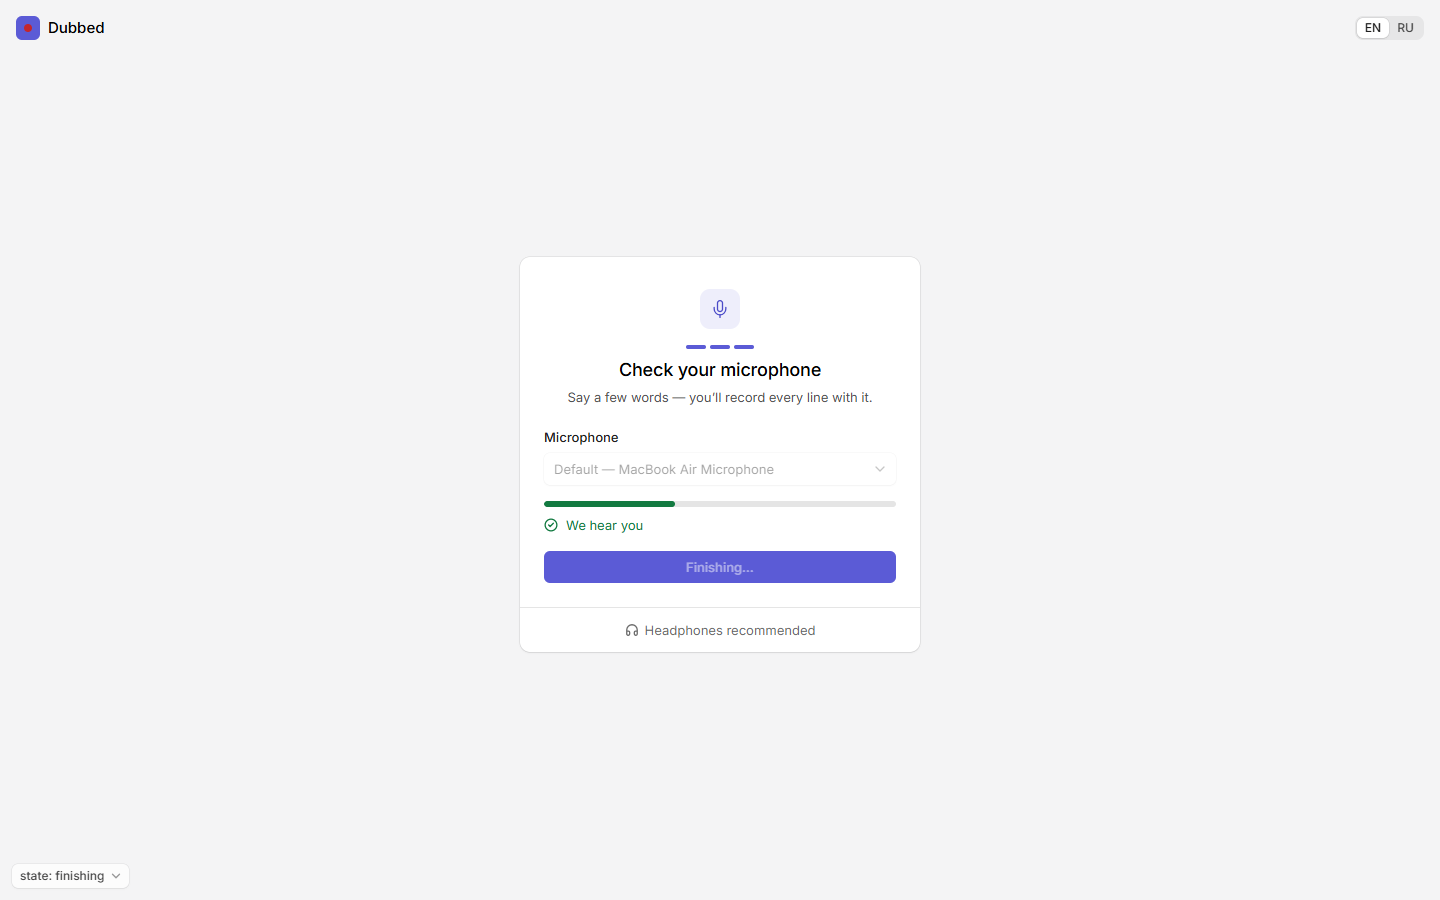 Dubbed
EN RU
Check your microphone
Say a few words — you’ll record every line with it.
Microphone
Default — MacBook Air Microphone
We hear you
Finishing...
Headphones recommended
state: finishing